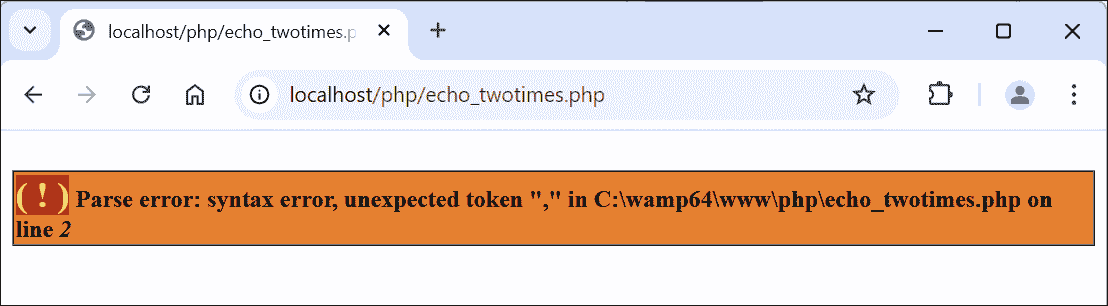 localhost/php/echo_twotimes.p
localhost/php/echo_twotimes.php
( ! ) Parse error: syntax error, unexpected token "," in C:\wamp64\www\php\echo_twotimes.php on
line 2